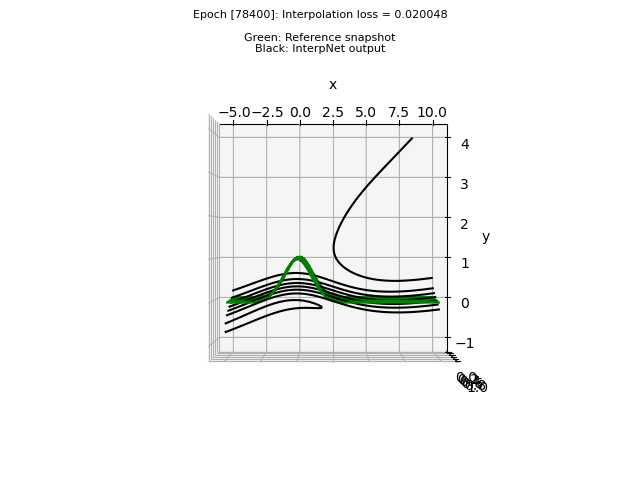 Epoch [78400]: Interpolation loss = 0.020048
Green: Reference snapshot
Black: InterpNet output
x
−5.0 −2.5 0.0 2.5 5.0 7.5 10.0
4
3
2
y
1
0
−1